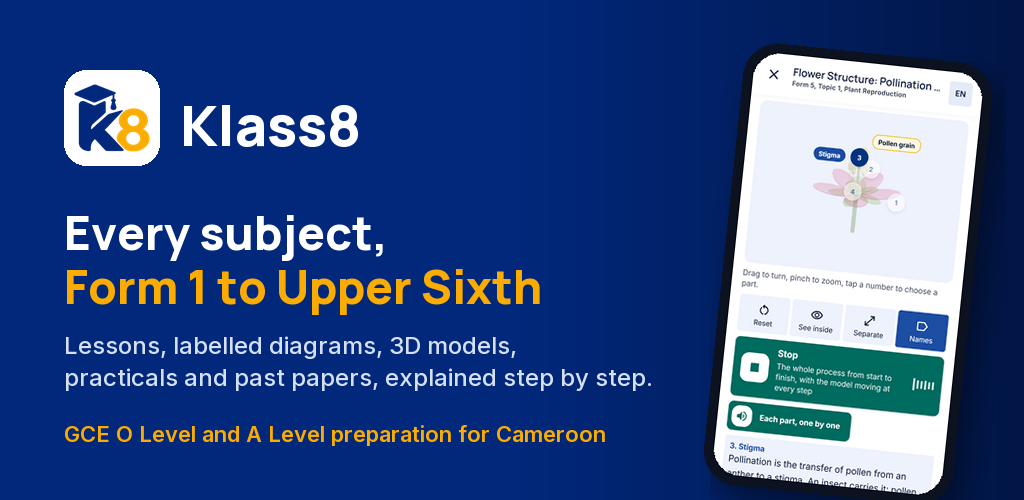 K8
Klass8
Every subject,
Form 1 to Upper Sixth
Lessons, labelled diagrams, 3D models,
practicals and past papers, explained step by step.
GCE O Level and A Level preparation for Cameroon
Flower Structure: Pollination ...
Form 5, Topic 1, Plant Reproduction
EN
Pollen grain
Stigma
3
2
4
1
Drag to turn, pinch to zoom, tap a number to choose a
part.
Reset
See inside
Separate
Names
Stop
The whole process from start to
finish, with the model moving at
every step
Each part, one by one
3. Stigma
Pollination is the transfer of pollen from an
anther to a stigma. An insect carries it: pollen